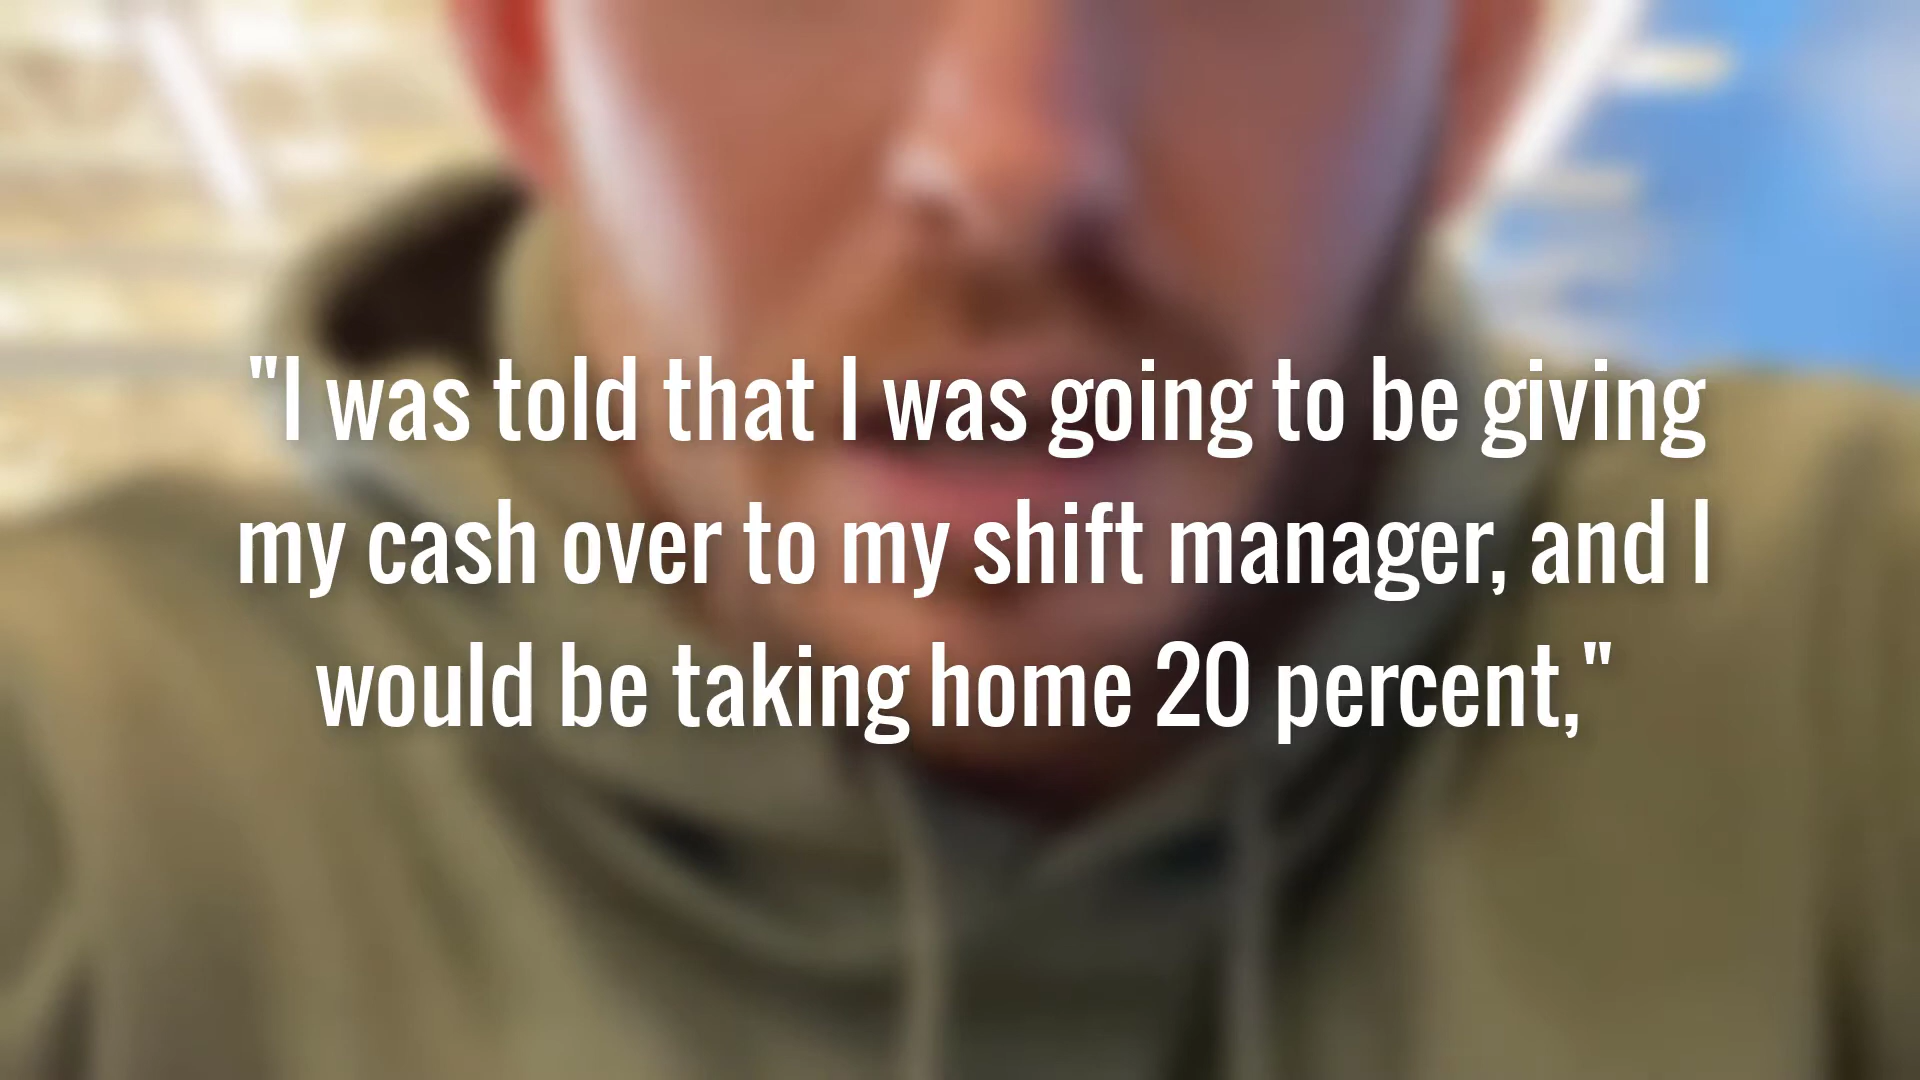 "I was told that I was going to be giving
my cash over to my shift manager, and I
would be taking home 20 percent,"